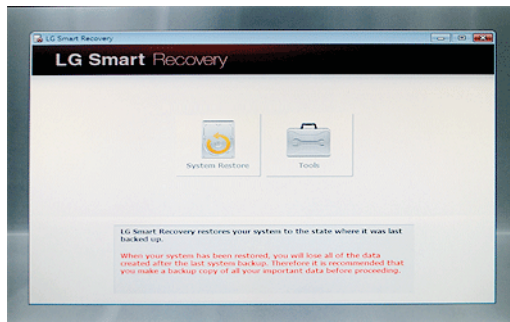 LG Smart Recovery
LG Smart Recovery
System Restore
Tools
LG Smart Recovery restores your system to the state where it was last
backed up.
When your system has been restored, you will lose all of the data
created after the last system backup. Therefore it is recommended that
you make a backup copy of all your important data before proceeding.